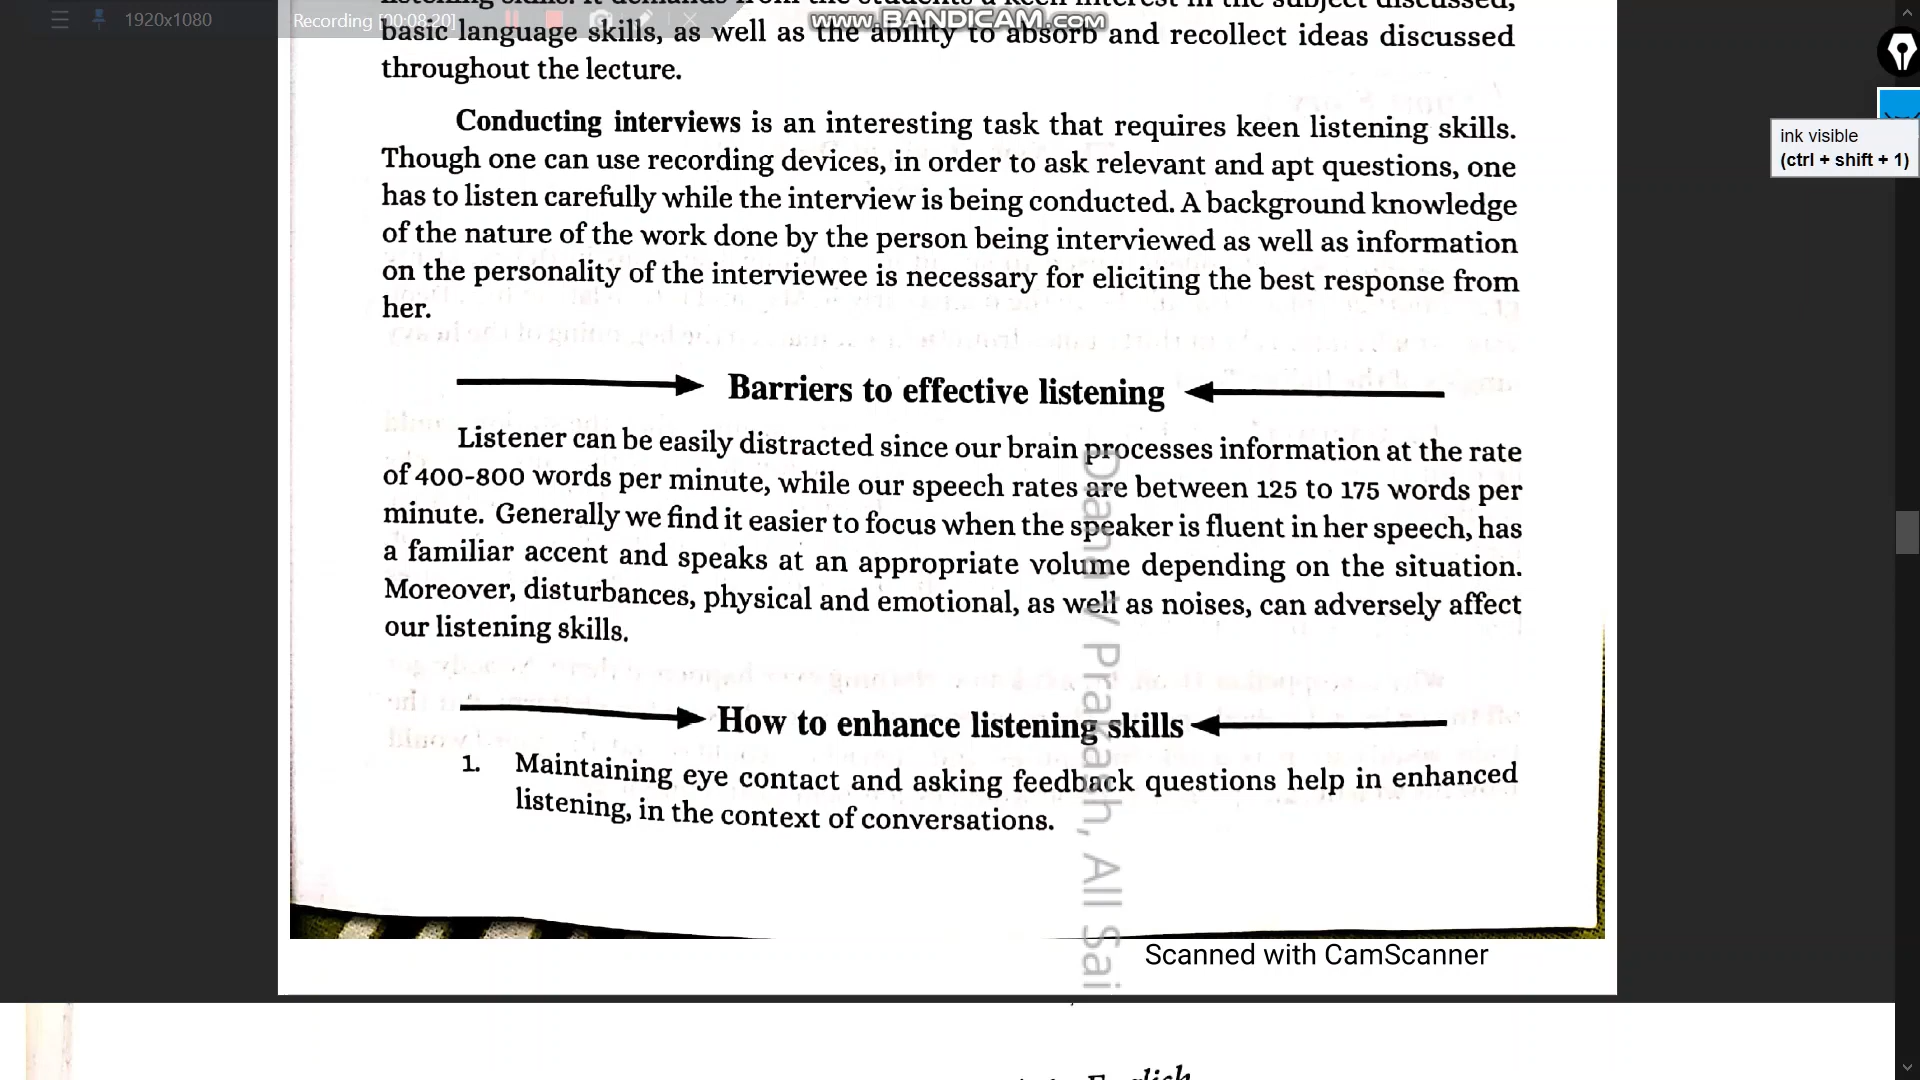 1920x1080
Recording [00:08:20]
www.BANDICAM.com
listening skills. It demands from the students a keen interest in the subject discussed,
basic language skills, as well as the ability to absorb and recollect ideas discussed
throughout the lecture.
Conducting interviews is an interesting task that requires keen listening skills.
Though one can use recording devices, in order to ask relevant and apt questions, one
has to listen carefully while the interview is being conducted. A background knowledge
of the nature of the work done by the person being interviewed as well as information
on the personality of the interviewee is necessary for eliciting the best response from
her.
Barriers to effective listening
Listener can be easily distracted since our brain processes information at the rate
of 400-800 words per minute, while our speech rates are between 125 to 175 words per
minute. Generally we find it easier to focus when the speaker is fluent in her speech, has
a familiar accent and speaks at an appropriate volume depending on the situation.
Moreover, disturbances, physical and emotional, as well as noises, can adversely affect
our listening skills.
How to enhance listening skills
1. Maintaining eye contact and asking feedback questions help in enhanced
listening, in the context of conversations.
Prakash, All Sai
Scanned with CamScanner
English
ink visible
(ctrl + shift + 1)